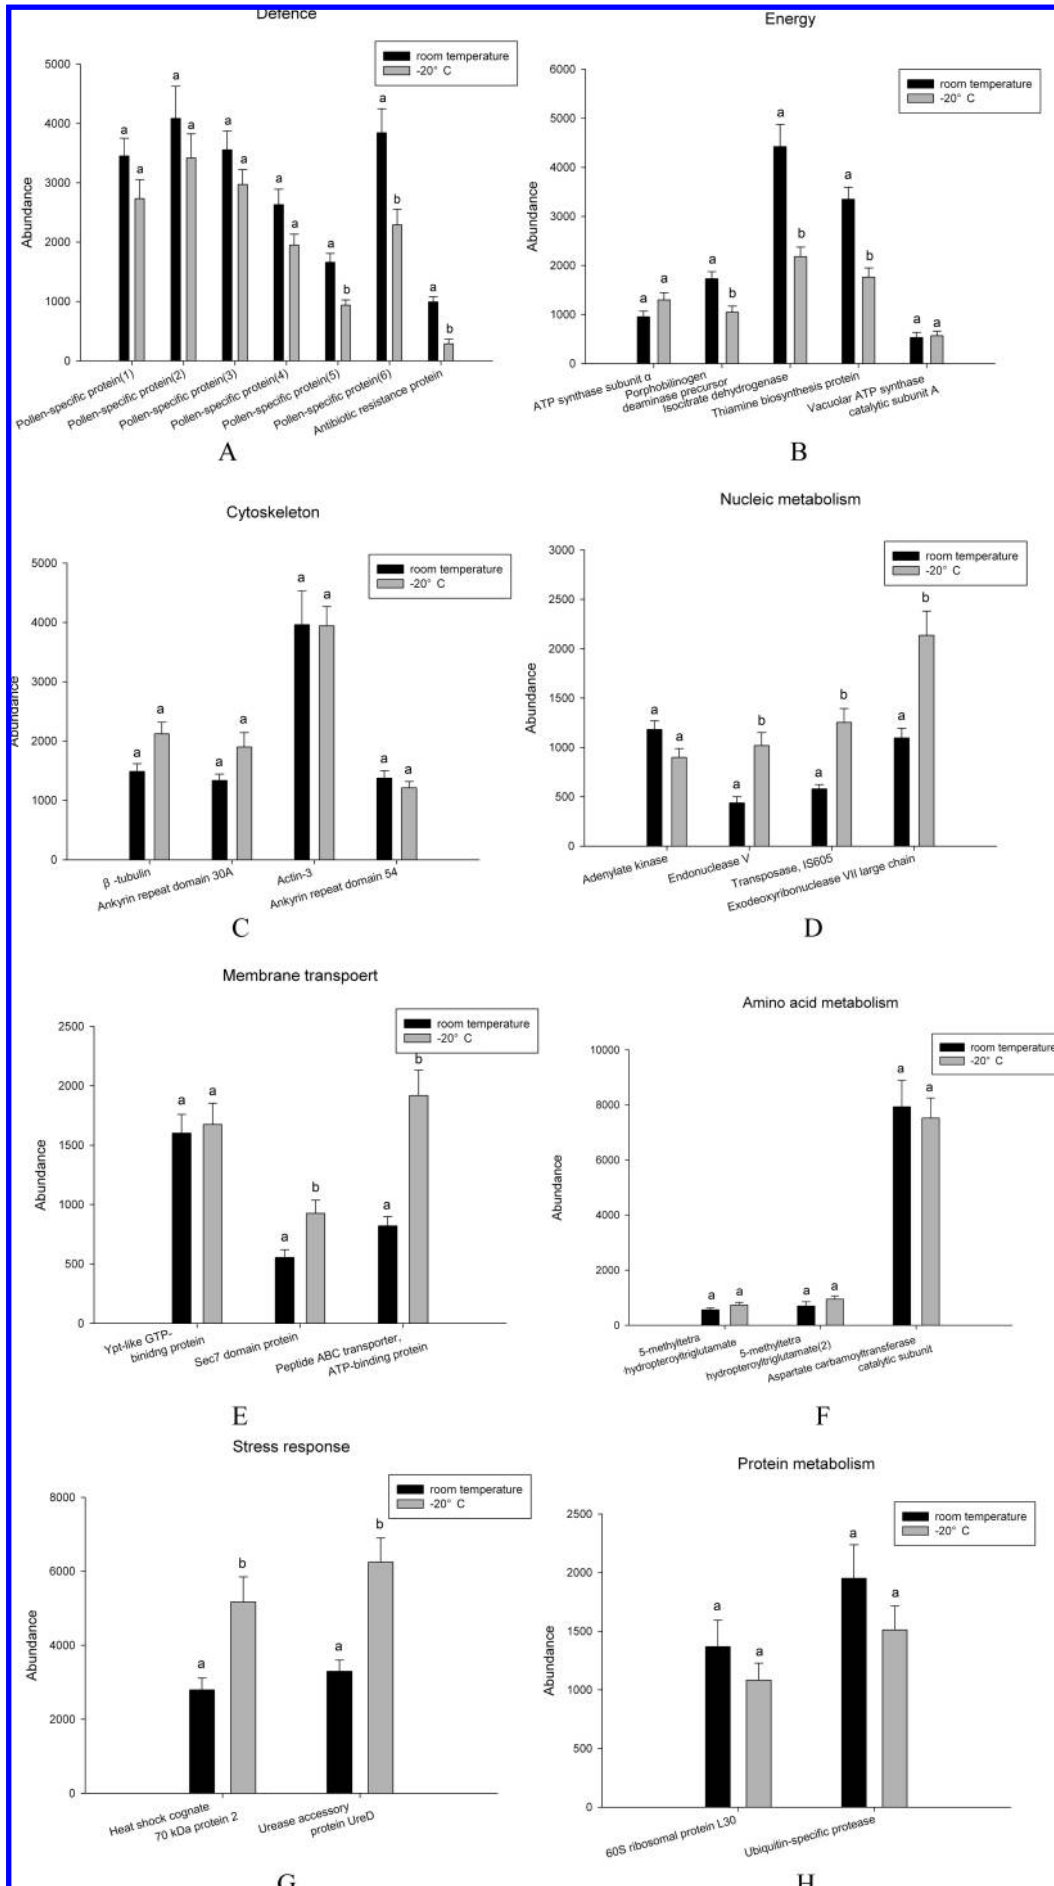 Defence
room temperature
-20° C
Abundance
5000
4000
3000
2000
1000
0
a
a
a
a
a
a
a
a
a
b
a
b
a
b
Pollen-specific protein(1)
Pollen-specific protein(2)
Pollen-specific protein(3)
Pollen-specific protein(4)
Pollen-specific protein(5)
Pollen-specific protein(6)
Antibiotic resistance protein
A
Energy
room temperature
-20° C
Abundance
6000
5000
4000
3000
2000
1000
0
a
a
a
b
a
b
a
b
a
a
ATP synthase subunit α
Porphobilinogen
deaminase precursor
Isocitrate dehydrogenase
Thiamine biosynthesis protein
Vacuolar ATP synthase
catalytic subunit A
B
Cytoskeleton
room temperature
-20° C
Abundance
5000
4000
3000
2000
1000
0
a
a
a
a
a
a
a
a
β -tubulin
Ankyrin repeat domain 30A
Actin-3
Ankyrin repeat domain 54
C
Nucleic metabolism
room temperature
-20° C
Abundance
3000
2500
2000
1500
1000
500
0
a
a
a
b
a
b
a
b
Adenylate kinase
Endonuclease V
Transposase, IS605
Exodeoxyribonuclease VII large chain
D
Membrane transpoert
room temperature
-20° C
Abundance
2500
2000
1500
1000
500
0
a
a
a
b
a
b
Ypt-like GTP-
binidng protein
Sec7 domain protein
Peptide ABC transporter,
ATP-binding protein
E
Amino acid metabolism
room temperature
-20° C
Abundance
10000
8000
6000
4000
2000
0
a
a
a
a
a
a
5-methyltetra
hydropteroyltriglutamate
5-methyltetra
hydropteroyltriglutamate(2)
Aspartate carbamoyltransferase
catalytic subunit
F
Stress response
room temperature
-20° C
Abundance
8000
6000
4000
2000
0
a
b
a
b
Heat shock cognate
70 kDa protein 2
Urease accessory
protein UreD
G
Protein metabolism
room temperature
-20° C
Abundance
2500
2000
1500
1000
500
0
a
a
a
a
60S ribosomal protein L30
Ubiquitin-specific protease
H